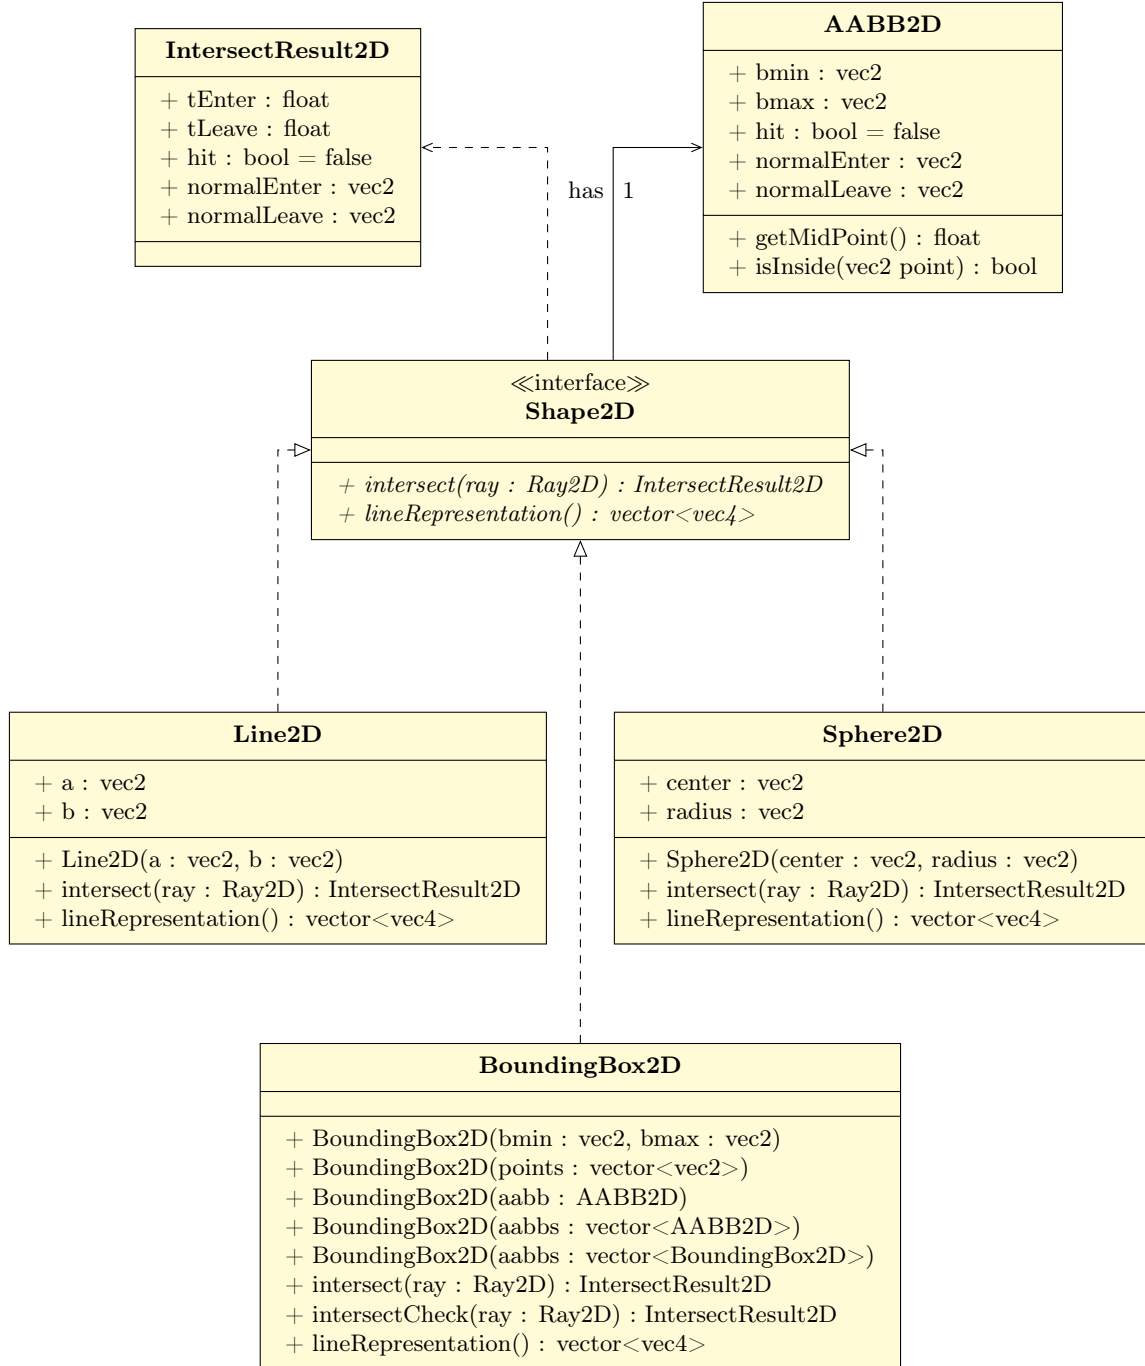 IntersectResult2D
+ tEnter : float
+ tLeave : float
+ hit : bool = false
+ normalEnter : vec2
+ normalLeave : vec2
AABB2D
+ bmin : vec2
+ bmax : vec2
+ hit : bool = false
+ normalEnter : vec2
+ normalLeave : vec2
+ getMidPoint() : float
+ isInside(vec2 point) : bool
has 1
≪interface≫
Shape2D
+ intersect(ray : Ray2D) : IntersectResult2D
+ lineRepresentation() : vector<vec4>
Line2D
+ a : vec2
+ b : vec2
+ Line2D(a : vec2, b : vec2)
+ intersect(ray : Ray2D) : IntersectResult2D
+ lineRepresentation() : vector<vec4>
Sphere2D
+ center : vec2
+ radius : vec2
+ Sphere2D(center : vec2, radius : vec2)
+ intersect(ray : Ray2D) : IntersectResult2D
+ lineRepresentation() : vector<vec4>
BoundingBox2D
+ BoundingBox2D(bmin : vec2, bmax : vec2)
+ BoundingBox2D(points : vector<vec2>)
+ BoundingBox2D(aabb : AABB2D)
+ BoundingBox2D(aabbs : vector<AABB2D>)
+ BoundingBox2D(aabbs : vector<BoundingBox2D>)
+ intersect(ray : Ray2D) : IntersectResult2D
+ intersectCheck(ray : Ray2D) : IntersectResult2D
+ lineRepresentation() : vector<vec4>